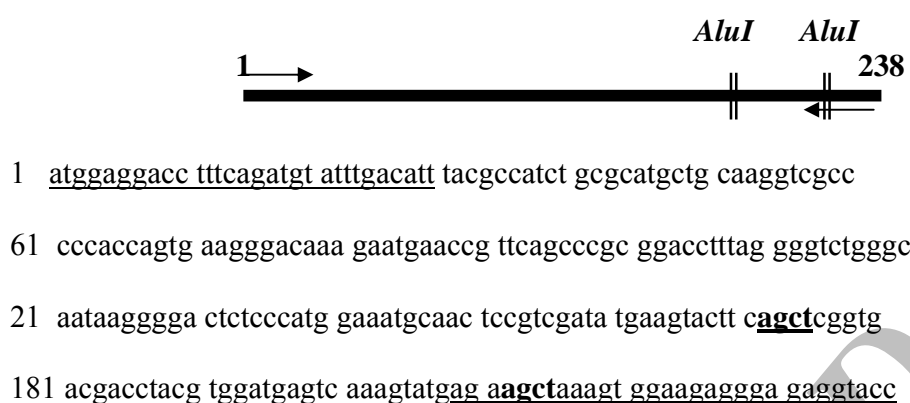 AluI AluI
1 238
1 atggaggacc tttcagatgt atttgacatt tacgccatct gcgcatgctg caaggtcgcc
61 cccaccagtg aagggacaaa gaatgaaccg ttcagcccgc ggacctttag gggtctgggc
21 aataagggga ctctcccatg gaaatgcaac tccgtcgata tgaagtactt cagctcggtg
181 acgacctacg tggatgagtc aaagtatgag aagctaaagt ggaagaggga gaggtacc